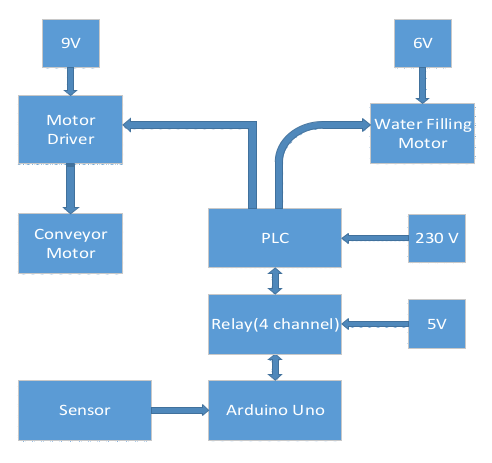 9V
6V
Motor
Driver
Water Filling
Motor
Conveyor
Motor
PLC
230 V
Relay(4 channel)
5V
Sensor
Arduino Uno